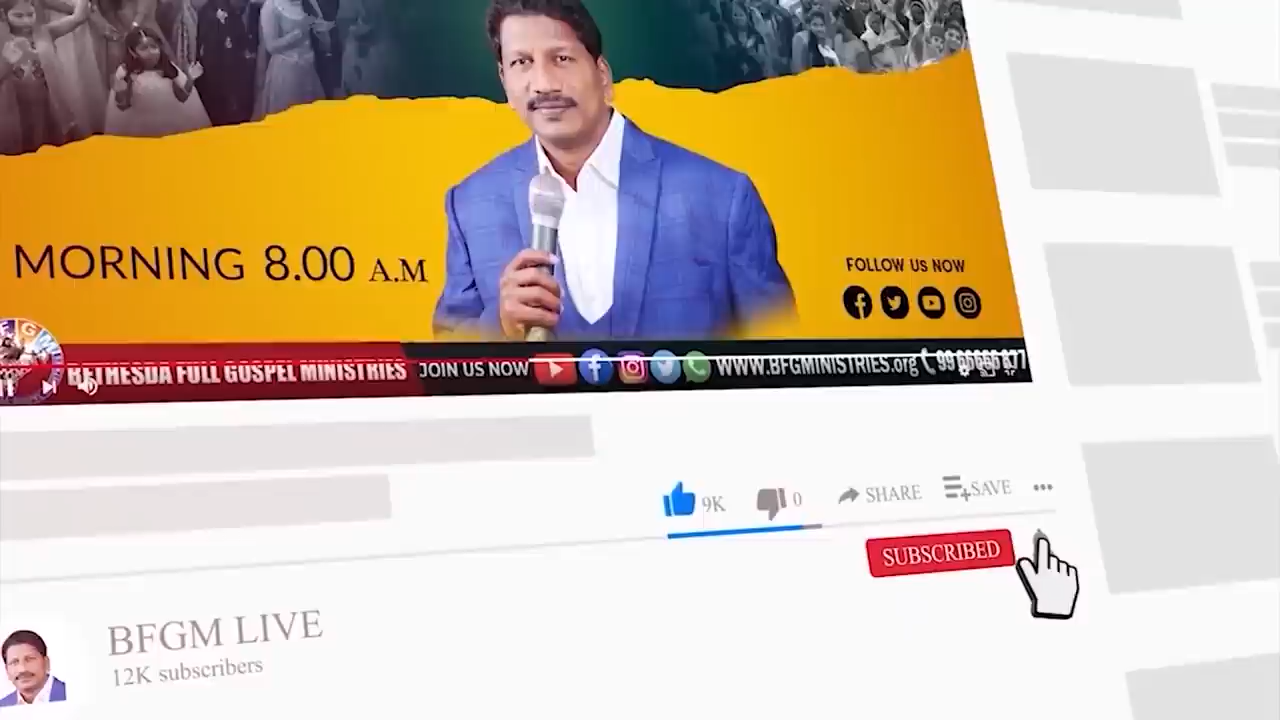 MORNING 8.00 A.M
FOLLOW US NOW
BETHESDA FULL GOSPEL MINISTRIES JOIN US NOW WWW.BFGMINISTRIES.org
9K 0 SHARE SAVE
SUBSCRIBED
BFGM LIVE
12K subscribers